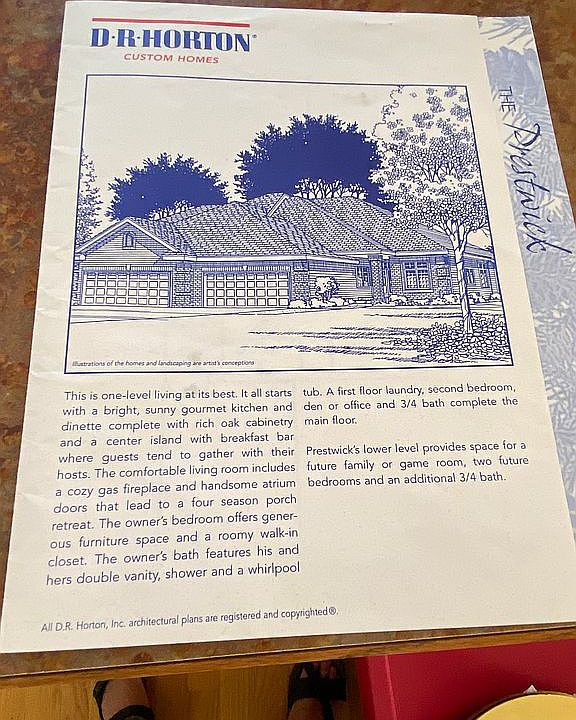 D·R·HORTON®
CUSTOM HOMES
THE Prestwick
Illustrations of the homes and landscaping are artist's conceptions
This is one-level living at its best. It all starts
with a bright, sunny gourmet kitchen and
dinette complete with rich oak cabinetry
and a center island with breakfast bar
where guests tend to gather with their
hosts. The comfortable living room includes
a cozy gas fireplace and handsome atrium
doors that lead to a four season porch
retreat. The owner's bedroom offers gener-
ous furniture space and a roomy walk-in
closet. The owner's bath features his and
hers double vanity, shower and a whirlpool
tub. A first floor laundry, second bedroom,
den or office and 3/4 bath complete the
main floor.
Prestwick's lower level provides space for a
future family or game room, two future
bedrooms and an additional 3/4 bath.
All D.R. Horton, Inc. architectural plans are registered and copyrighted®.